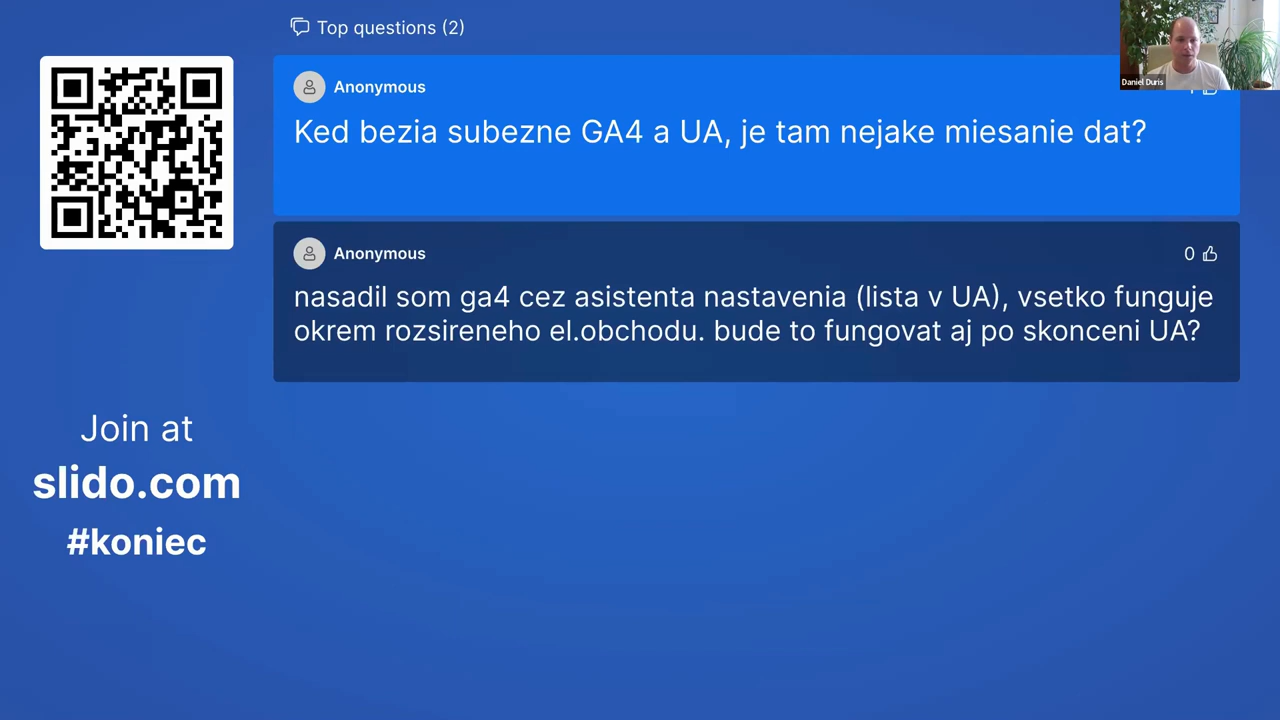 Top questions (2)
Anonymous
Ked bezia subezne GA4 a UA, je tam nejake miesanie dat?
Anonymous
0
nasadil som ga4 cez asistenta nastavenia (lista v UA), vsetko funguje
okrem rozsireneho el.obchodu. bude to fungovat aj po skonceni UA?
Join at
slido.com
#koniec
Daniel Duris